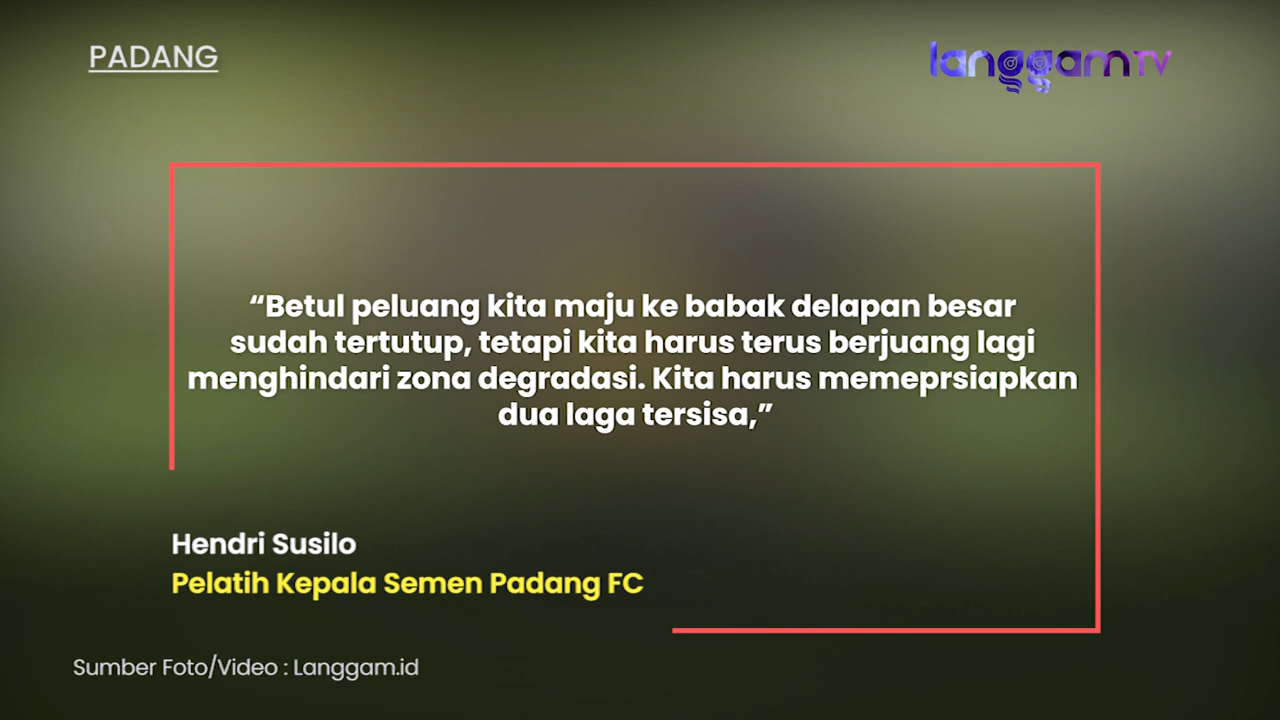 PADANG
langgamTV
“Betul peluang kita maju ke babak delapan besar
sudah tertutup, tetapi kita harus terus berjuang lagi
menghindari zona degradasi. Kita harus memeprsiapkan
dua laga tersisa,”
Hendri Susilo
Pelatih Kepala Semen Padang FC
Sumber Foto/Video : Langgam.id